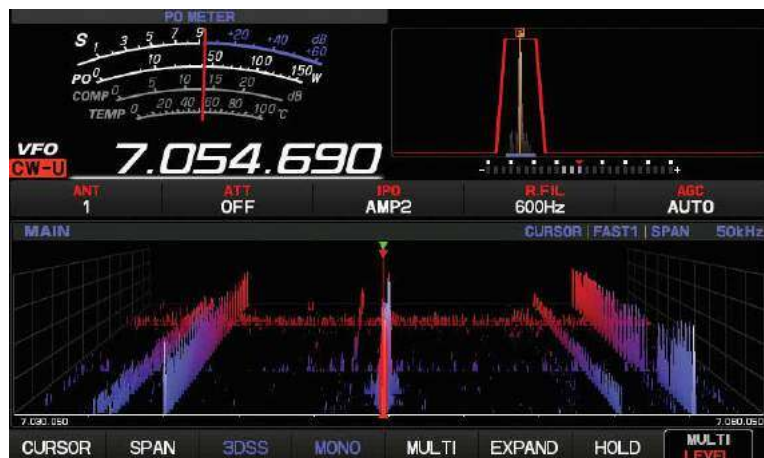 PO METER
S 1 3 5 7 9 +20 +40 +60 dB
PO 0 10 50 100 150 W
COMP 0 5 10 15 20 dB
TEMP 0 20 40 60 80 100 °C
VFO
CW-U
7.054.690
- +
ANT ATT IPO R.FIL AGC
1 OFF AMP2 600Hz AUTO
MAIN CURSOR | FAST1 | SPAN 50kHz
7.030.050 7.080.050
CURSOR SPAN 3DSS MONO MULTI EXPAND HOLD MULTI
LEVEL